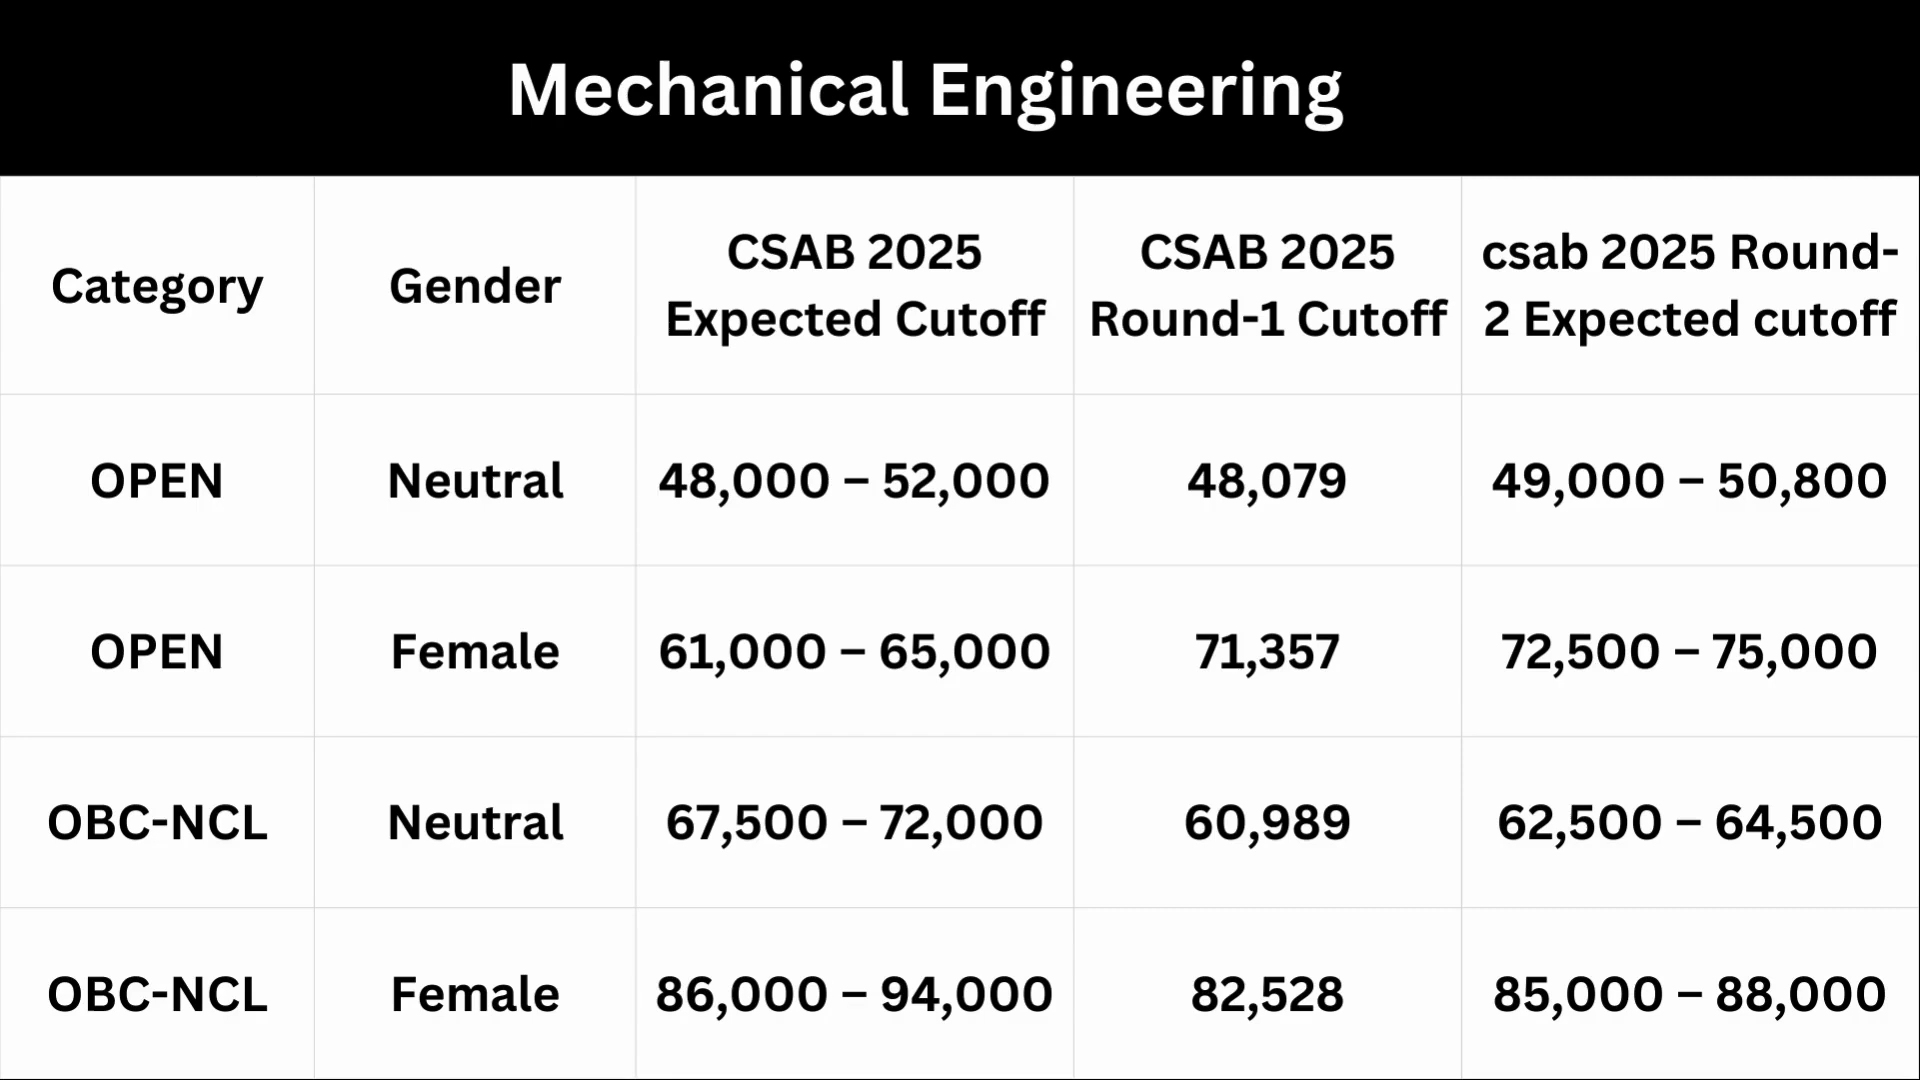 Mechanical Engineering
Category
Gender
CSAB 2025
Expected Cutoff
CSAB 2025
Round-1 Cutoff
csab 2025 Round-
2 Expected cutoff
OPEN
Neutral
48,000 – 52,000
48,079
49,000 – 50,800
OPEN
Female
61,000 – 65,000
71,357
72,500 – 75,000
OBC-NCL
Neutral
67,500 – 72,000
60,989
62,500 – 64,500
OBC-NCL
Female
86,000 – 94,000
82,528
85,000 – 88,000